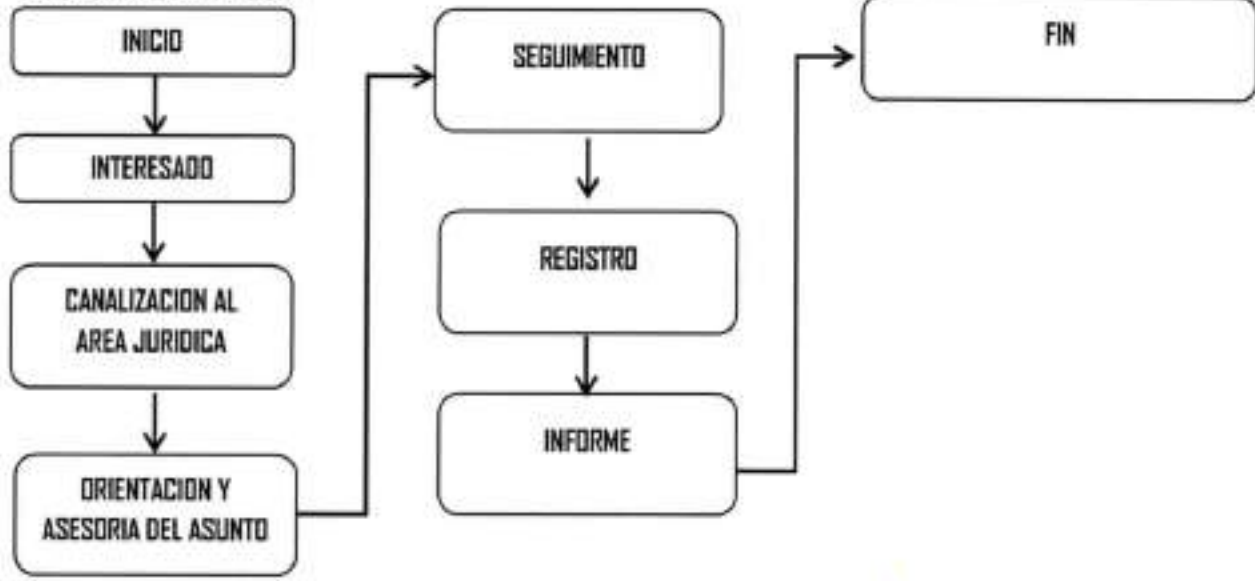 INICIO
INTERESADO
CANALIZACION AL
AREA JURIDICA
ORIENTACION Y
ASESORIA DEL ASUNTO
SEGUIMIENTO
REGISTRO
INFORME
FIN